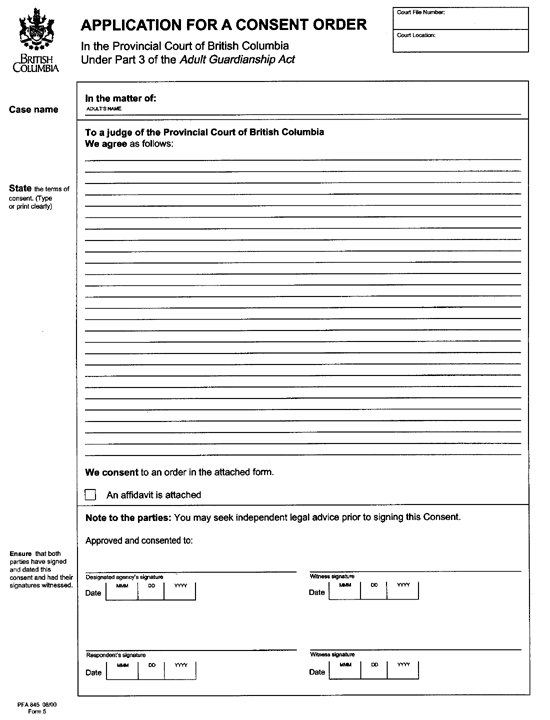 BRITISH
COLUMBIA
APPLICATION FOR A CONSENT ORDER
In the Provincial Court of British Columbia
Under Part 3 of the Adult Guardianship Act
Court File Number:
Court Location:
Case name
In the matter of:
ADULT'S NAME
To a judge of the Provincial Court of British Columbia
We agree as follows:
State the terms of
consent. (Type
or print clearly)
We consent to an order in the attached form.
An affidavit is attached
Note to the parties: You may seek independent legal advice prior to signing this Consent.
Approved and consented to:
Ensure that both
parties have signed
and dated this
consent and had their
signatures witnessed.
Designated agency's signature
Witness signature
Date MMM DD YYYY
Date MMM DD YYYY
Respondent's signature
Witness signature
Date MMM DD YYYY
Date MMM DD YYYY
PFA 845 08/00
Form 5